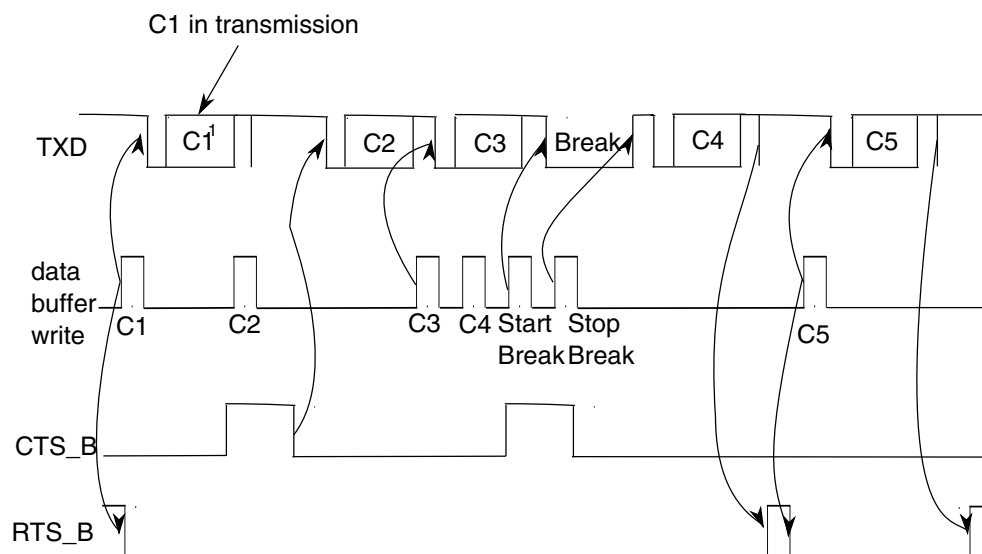 C1 in transmission
TXD
C1 1
C2
C3
Break
C4
C5
data
buffer
write
C1
C2
C3
C4
Start
Break
Stop
Break
C5
CTS_B
RTS_B